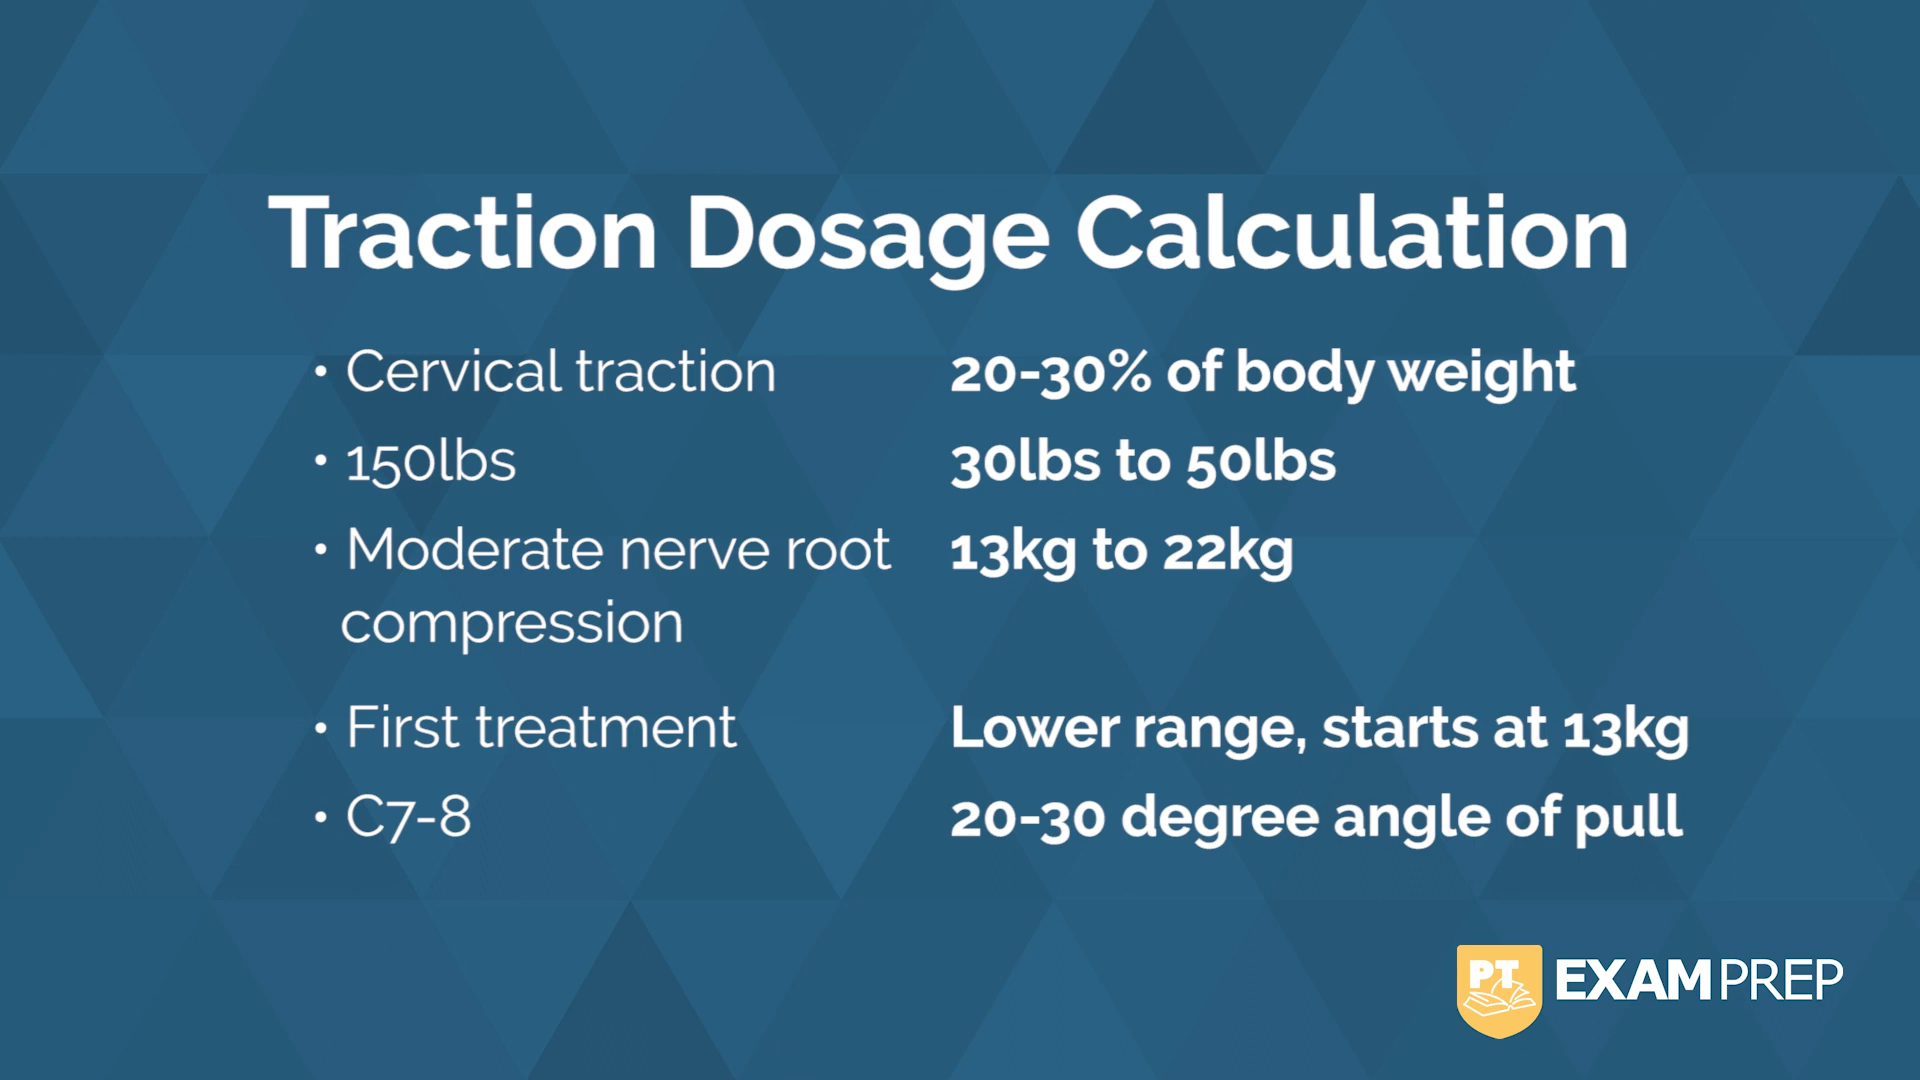 Traction Dosage Calculation
• Cervical traction 20-30% of body weight
• 150lbs 30lbs to 50lbs
• Moderate nerve root 13kg to 22kg
compression
• First treatment Lower range, starts at 13kg
• C7-8 20-30 degree angle of pull
PT EXAMPREP